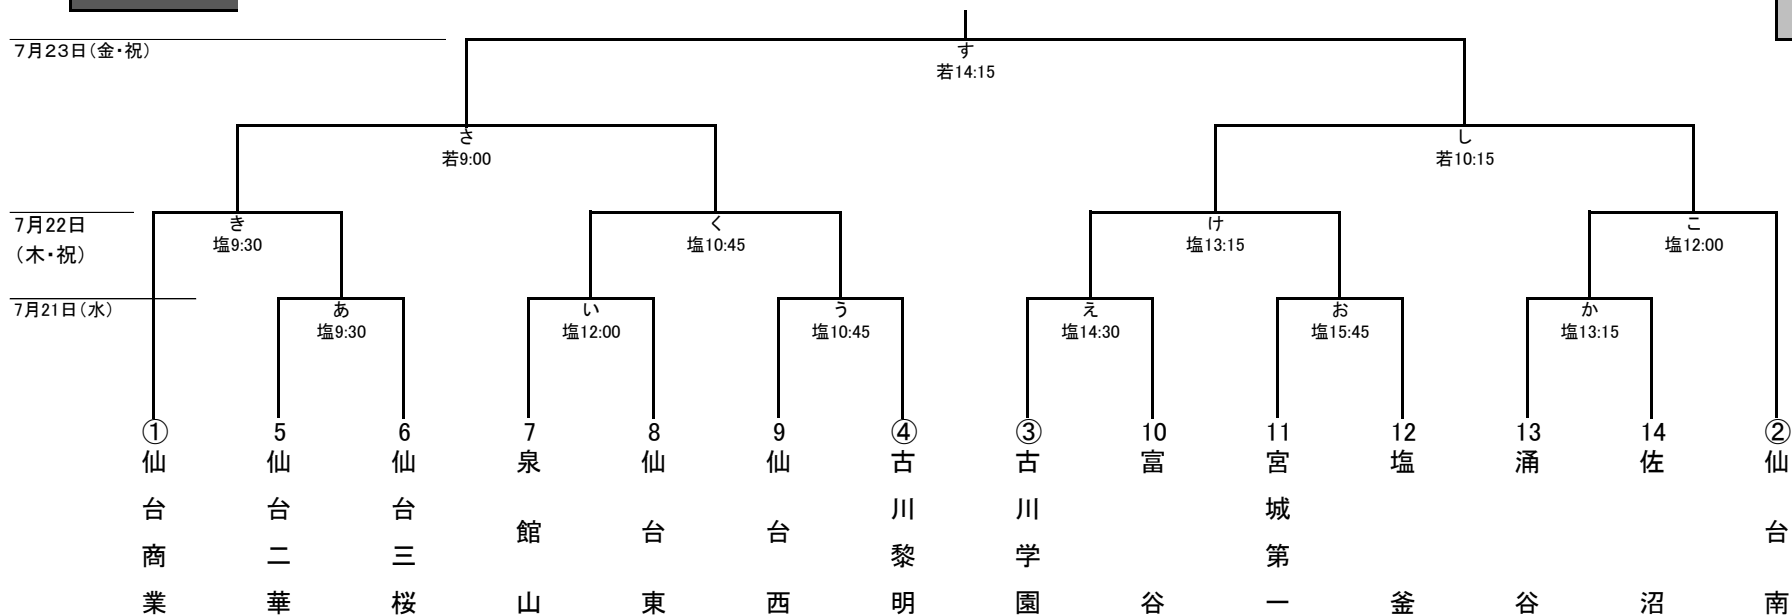 7月23日（金・祝）
す
若14:15
さ
若9:00
し
若10:15
7月22日
（木・祝）
き
塩9:30
く
塩10:45
け
塩13:15
こ
塩12:00
7月21日（水）
あ
塩9:30
い
塩12:00
う
塩10:45
え
塩14:30
お
塩15:45
か
塩13:15
①
仙台商業
5
仙台二華
6
仙台三桜
7
泉館山
8
仙台東
9
仙台西
④
古川黎明
③
古川学園
10
富谷
11
宮城第一
12
塩釜
13
涌谷
14
佐沼
②
仙台南